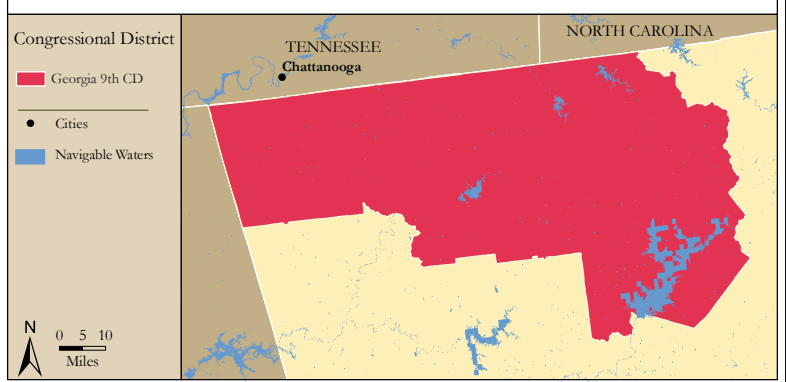 Congressional District
Georgia 9th CD
Cities
Navigable Waters
N
0 5 10
Miles
TENNESSEE
NORTH CAROLINA
Chattanooga